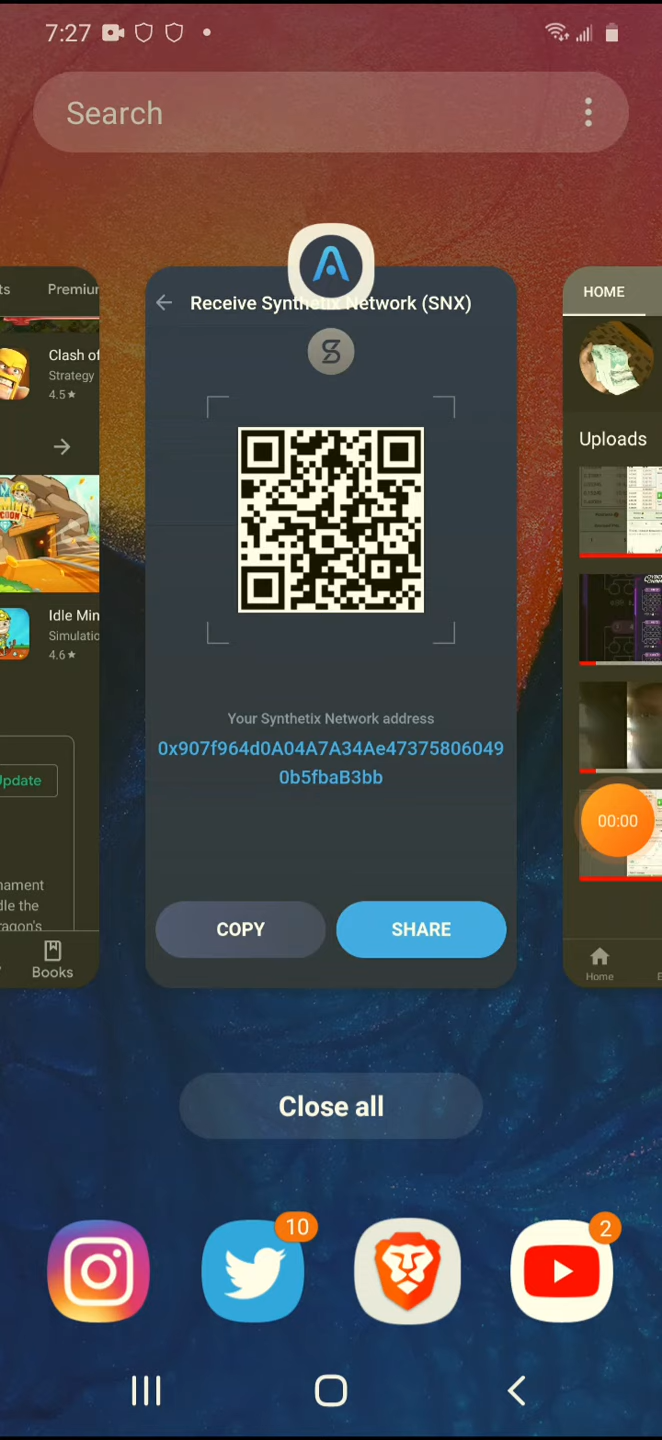 7:27
Search
ts Premiur
Clash of
Strategy
4.5★
Idle Min
Simulatio
4.6★
Update
nament
dle the
ragon's
Books
Receive Synthetix Network (SNX)
Your Synthetix Network address
0x907f964d0A04A7A34Ae47375806049
0b5fbaB3bb
COPY
SHARE
HOME
Uploads
00:00
Home
Close all
10
2